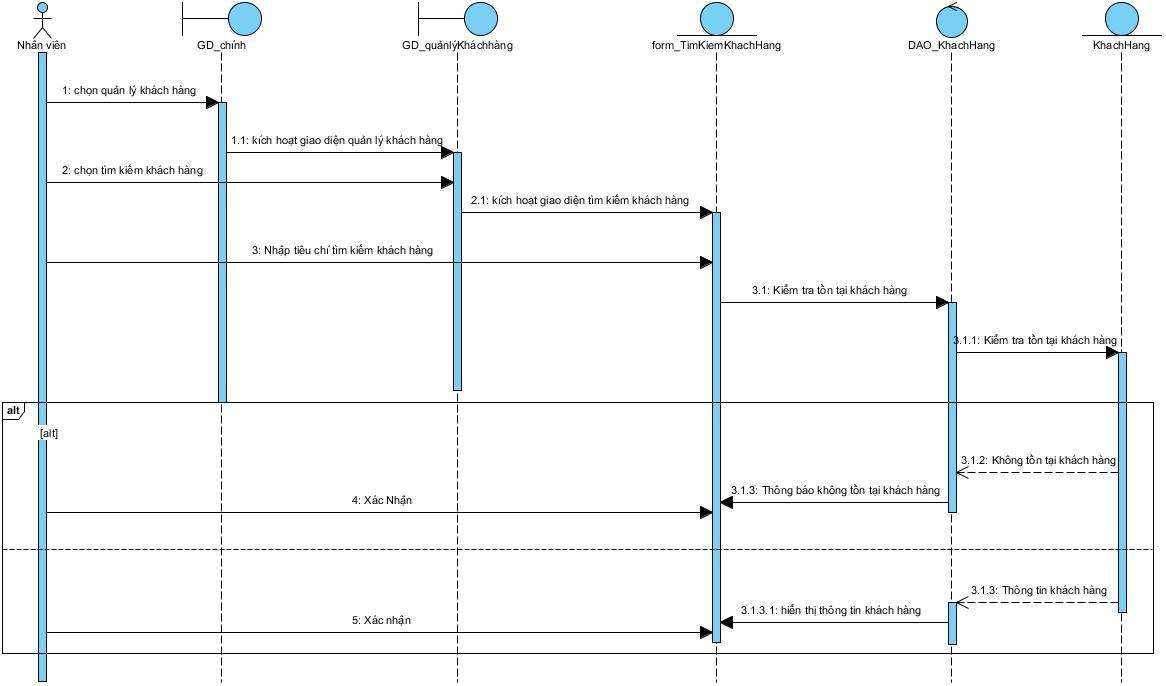 Nhân viên
GD_chính
GD_quảnlýKháchhàng
form_TimKiemKhachHang
DAO_KhachHang
KhachHang
1: chọn quản lý khách hàng
1.1: kích hoạt giao diện quản lý khách hàng
2: chọn tìm kiếm khách hàng
2.1: kích hoạt giao diện tìm kiếm khách hàng
3: Nhập tiêu chí tìm kiếm khách hàng
3.1: Kiểm tra tồn tại khách hàng
3.1.1: Kiểm tra tồn tại khách hàng
alt
[alt]
3.1.2: Không tồn tại khách hàng
3.1.3: Thông báo không tồn tại khách hàng
4: Xác Nhận
3.1.3: Thông tin khách hàng
3.1.3.1: hiển thị thông tin khách hàng
5: Xác nhận